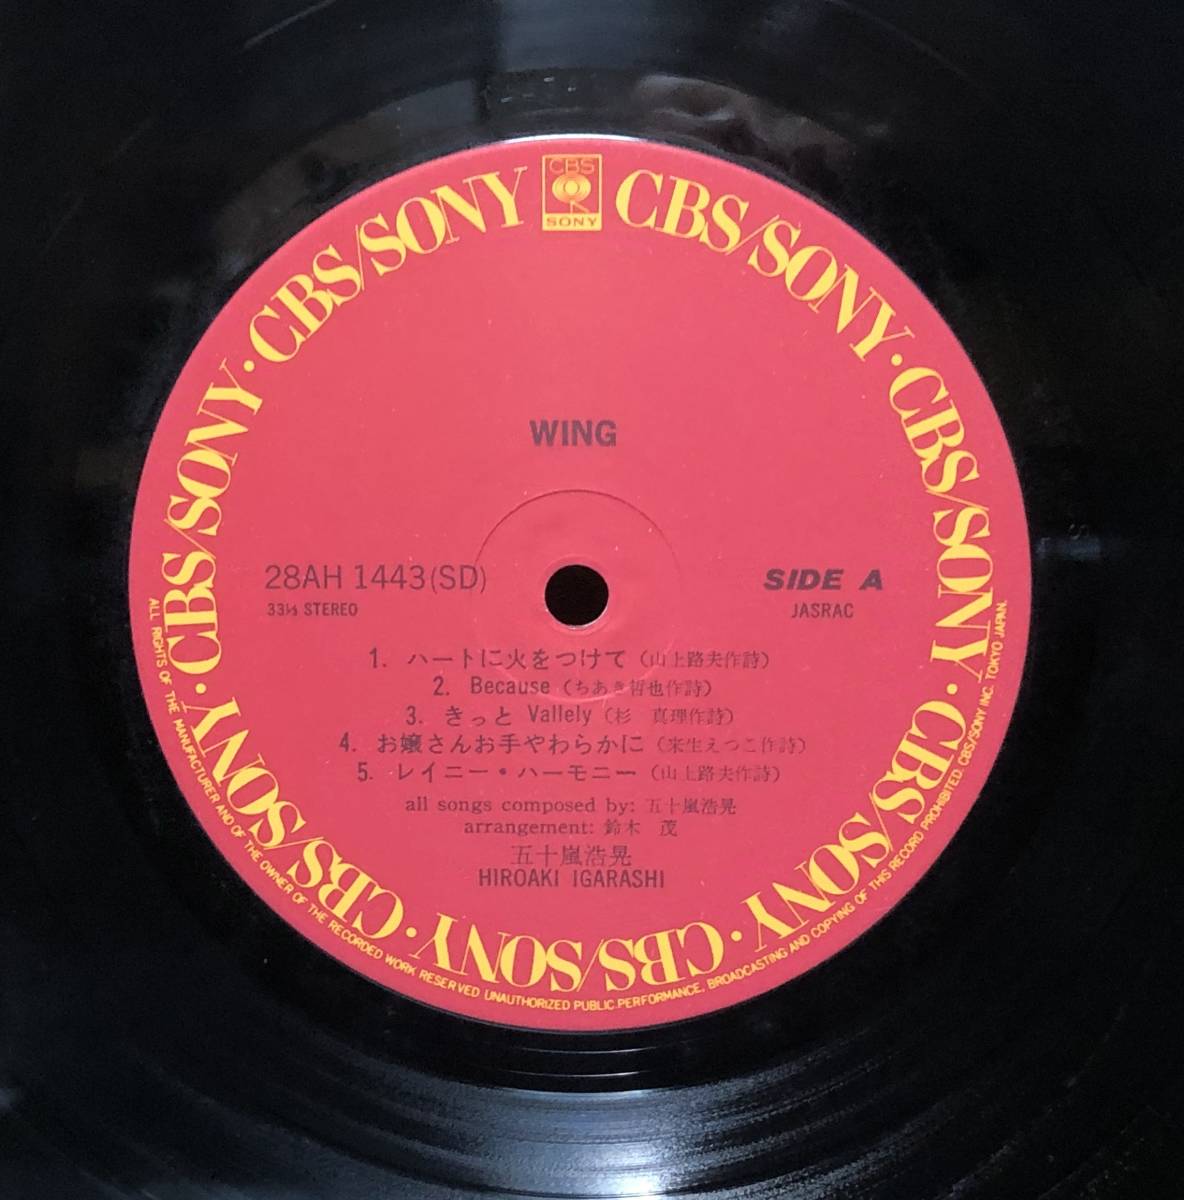 CBS
SONY
CBS/SONY · CBS/SONY · CBS/SONY · CBS/SONY · CBS/SONY · CBS/SONY · CBS/SONY · CBS/SONY
WING
28AH 1443(SD)
SIDE A
33⅓ STEREO
JASRAC
1. ハートに火をつけて (山上路夫作詩)
2. Because (ちあき哲也作詩)
3. きっと Vallely (杉 真理作詩)
4. お嬢さんお手やわらかに (来生えつこ作詩)
5. レイニー・ハーモニー (山上路夫作詩)
all songs composed by: 五十嵐浩晃
arrangement: 鈴木 茂
五十嵐浩晃
HIROAKI IGARASHI
ALL RIGHTS OF THE MANUFACTURER AND OF THE OWNER OF THE RECORDED WORK RESERVED UNAUTHORIZED PUBLIC PERFORMANCE, BROADCASTING AND COPYING OF THIS RECORD PROHIBITED. CBS/SONY INC. TOKYO JAPAN.